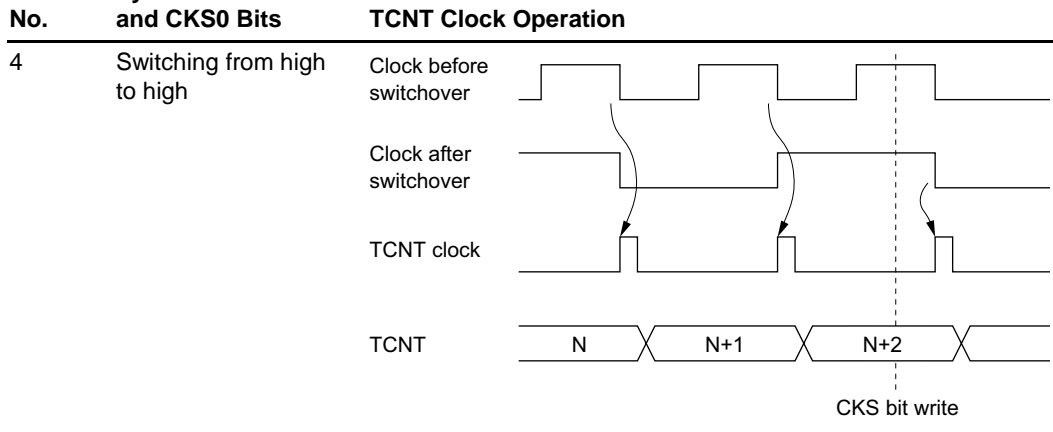 No. and CKS0 Bits TCNT Clock Operation
4 Switching from high Clock before
to high switchover
Clock after
switchover
TCNT clock
TCNT N N+1 N+2
CKS bit write